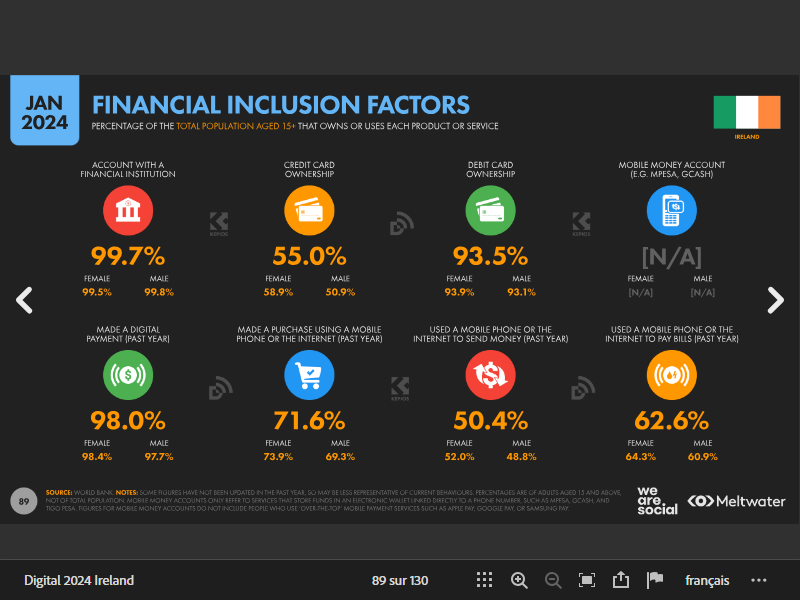 JAN
2024
FINANCIAL INCLUSION FACTORS
PERCENTAGE OF THE TOTAL POPULATION AGED 15+ THAT OWNS OR USES EACH PRODUCT OR SERVICE
IRELAND
ACCOUNT WITH A
FINANCIAL INSTITUTION
99.7%
FEMALE MALE
99.5% 99.8%
KEPIOS
CREDIT CARD
OWNERSHIP
55.0%
FEMALE MALE
58.9% 50.9%
DEBIT CARD
OWNERSHIP
93.5%
FEMALE MALE
93.9% 93.1%
KEPIOS
MOBILE MONEY ACCOUNT
(E.G. MPESA, GCASH)
[N/A]
FEMALE MALE
[N/A] [N/A]
MADE A DIGITAL
PAYMENT (PAST YEAR)
98.0%
FEMALE MALE
98.4% 97.7%
MADE A PURCHASE USING A MOBILE
PHONE OR THE INTERNET (PAST YEAR)
71.6%
FEMALE MALE
73.9% 69.3%
KEPIOS
USED A MOBILE PHONE OR THE
INTERNET TO SEND MONEY (PAST YEAR)
50.4%
FEMALE MALE
52.0% 48.8%
USED A MOBILE PHONE OR THE
INTERNET TO PAY BILLS (PAST YEAR)
62.6%
FEMALE MALE
64.3% 60.9%
89
SOURCE: WORLD BANK. NOTES: SOME FIGURES HAVE NOT BEEN UPDATED IN THE PAST YEAR, SO MAY BE LESS REPRESENTATIVE OF CURRENT BEHAVIOURS. PERCENTAGES ARE OF ADULTS AGED 15 AND ABOVE,
NOT OF TOTAL POPULATION. MOBILE MONEY ACCOUNTS ONLY REFER TO SERVICES THAT STORE FUNDS IN AN ELECTRONIC WALLET LINKED DIRECTLY TO A PHONE NUMBER, SUCH AS MPESA, GCASH, AND
TIGO PESA. FIGURES FOR MOBILE MONEY ACCOUNTS DO NOT INCLUDE PEOPLE WHO USE 'OVER-THE-TOP' MOBILE PAYMENT SERVICES SUCH AS APPLE PAY, GOOGLE PAY, OR SAMSUNG PAY.
we
are.
social
Meltwater
Digital 2024 Ireland
89 sur 130
français